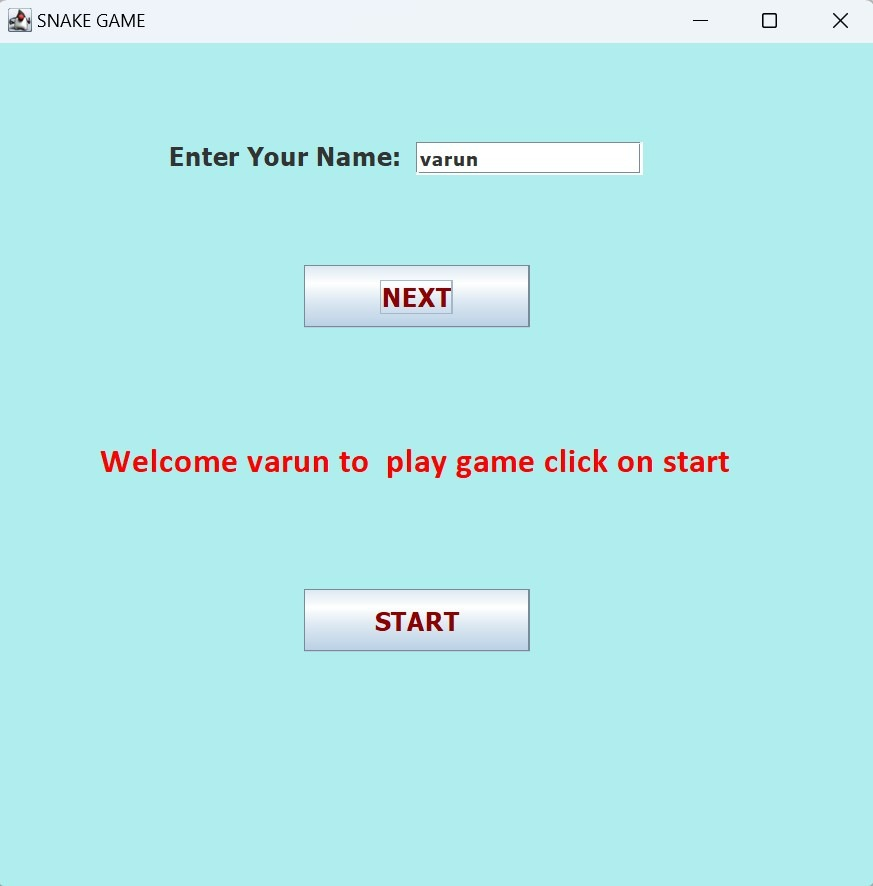 SNAKE GAME
Enter Your Name: varun
NEXT
Welcome varun to  play game click on start
START